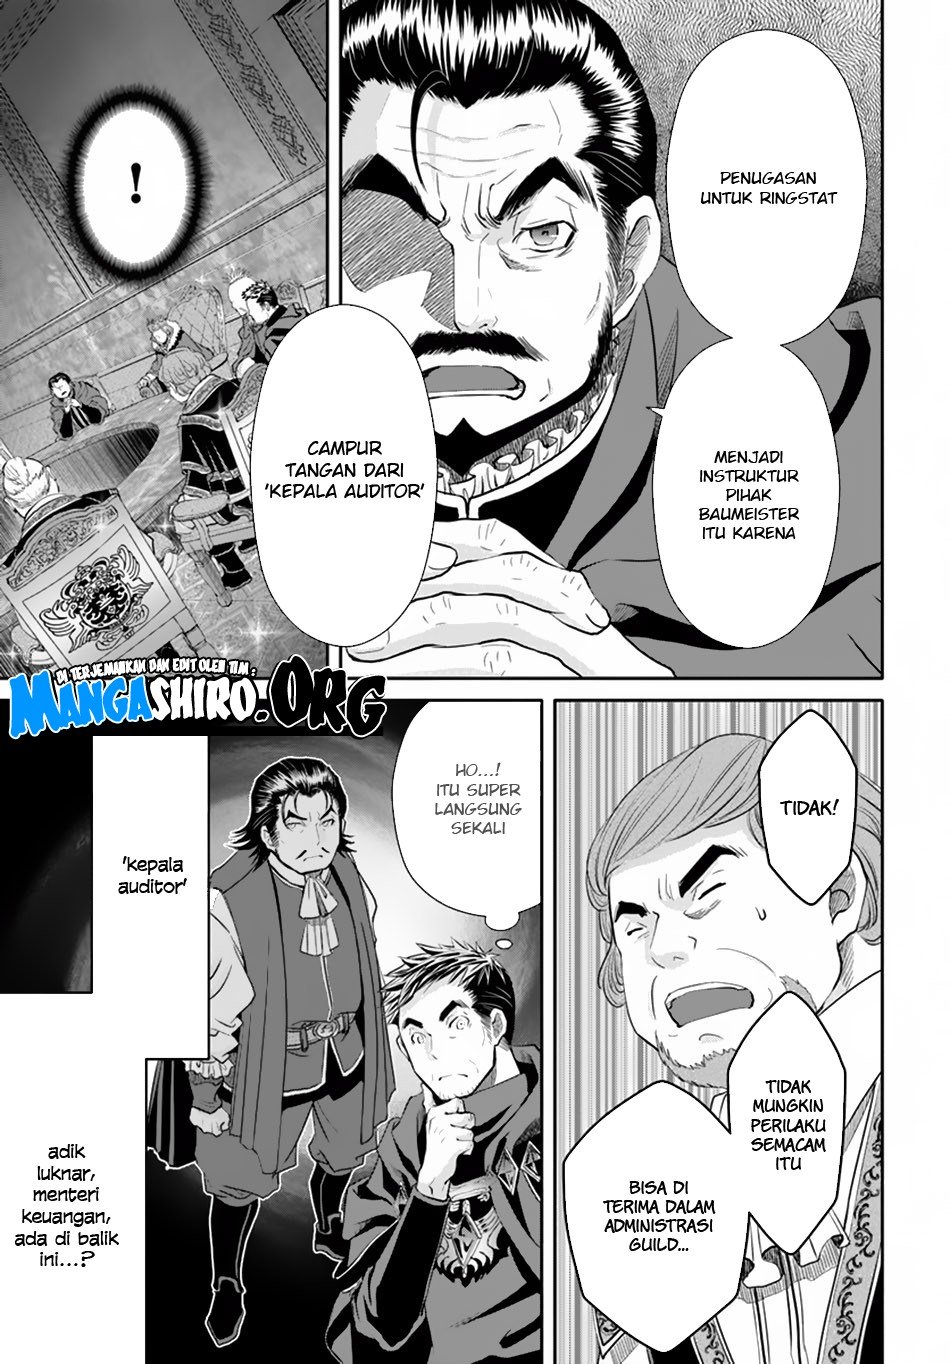 PENUGASAN
UNTUK RINGSTAT
MENJADI
INSTRUKTUR
PIHAK
BAUMEISTER
ITU KARENA
CAMPUR
TANGAN DARI
'KEPALA AUDITOR'
!
DI TERJEMAHKAN DAN EDIT OLEH TIM :
MANGASHIRO.ORG
TIDAK!
TIDAK
MUNGKIN
PERILAKU
SEMACAM
ITU
BISA DI
TERIMA DALAM
ADMINISTRASI
GUILD...
HO...!
ITU SUPER
LANGSUNG
SEKALI
'kepala
auditor'
adik
luknar,
menteri
keuangan,
ada di balik
ini....?